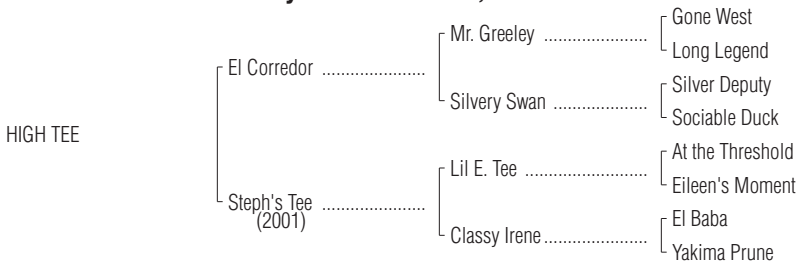 Gone West
Mr. Greeley ......................
Long Legend
El Corredor ......................
Silver Deputy
Silvery Swan ....................
Sociable Duck
HIGH TEE
At the Threshold
Lil E. Tee ..........................
Eileen's Moment
Steph's Tee ......................
(2001)
El Baba
Classy Irene ......................
Yakima Prune